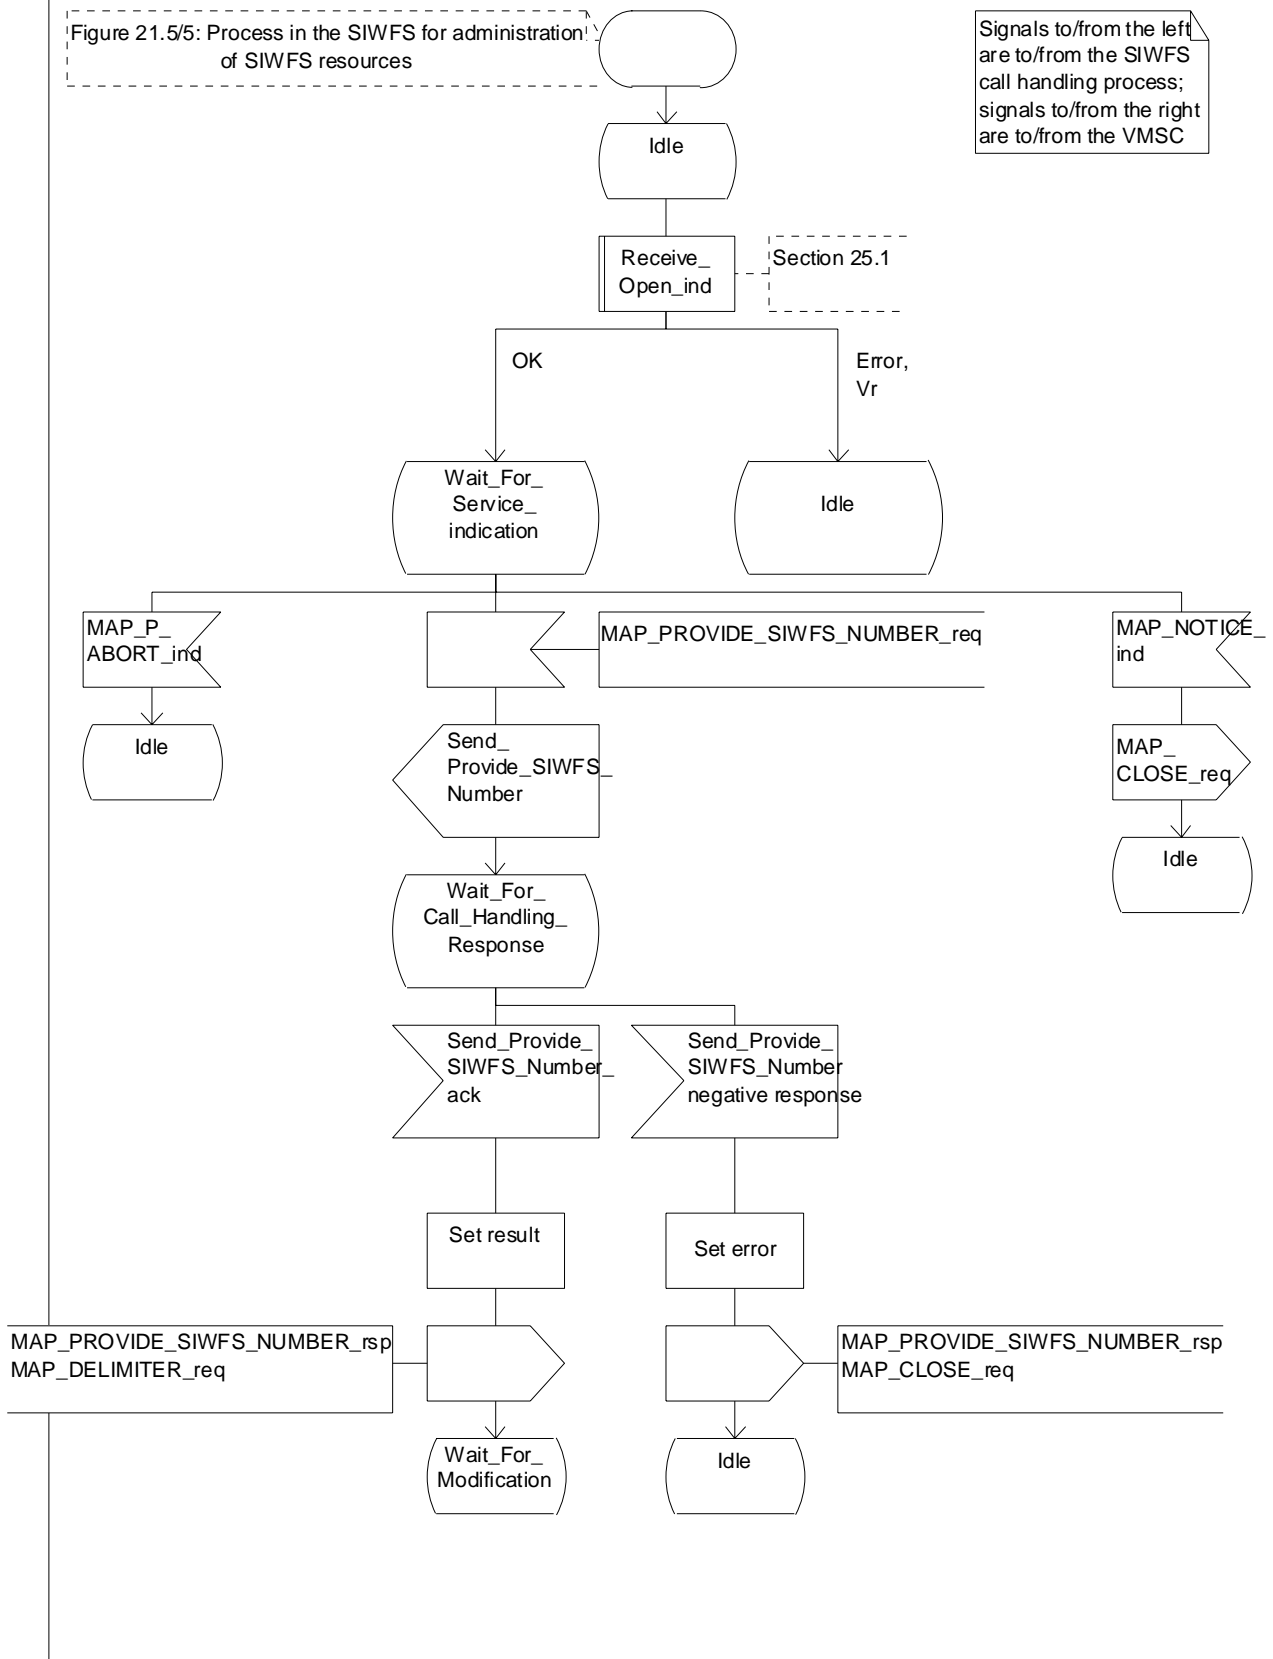 Figure 21.5/5: Process in the SIWFS for administration
of SIWFS resources
Signals to/from the left
are to/from the SIWFS
call handling process;
signals to/from the right
are to/from the VMSC
Idle
Receive_
Open_ind
Section 25.1
OK
Error,
Vr
Wait_For_
Service_
indication
Idle
MAP_P_
ABORT_ind
MAP_PROVIDE_SIWFS_NUMBER_req
MAP_NOTICE_
ind
Idle
Send_
Provide_SIWFS_
Number
MAP_
CLOSE_req
Idle
Wait_For_
Call_Handling_
Response
Send_Provide_
SIWFS_Number_
ack
Send_Provide_
SIWFS_Number
negative response
Set result
Set error
MAP_PROVIDE_SIWFS_NUMBER_rsp
MAP_DELIMITER_req
MAP_PROVIDE_SIWFS_NUMBER_rsp
MAP_CLOSE_req
Wait_For_
Modification
Idle